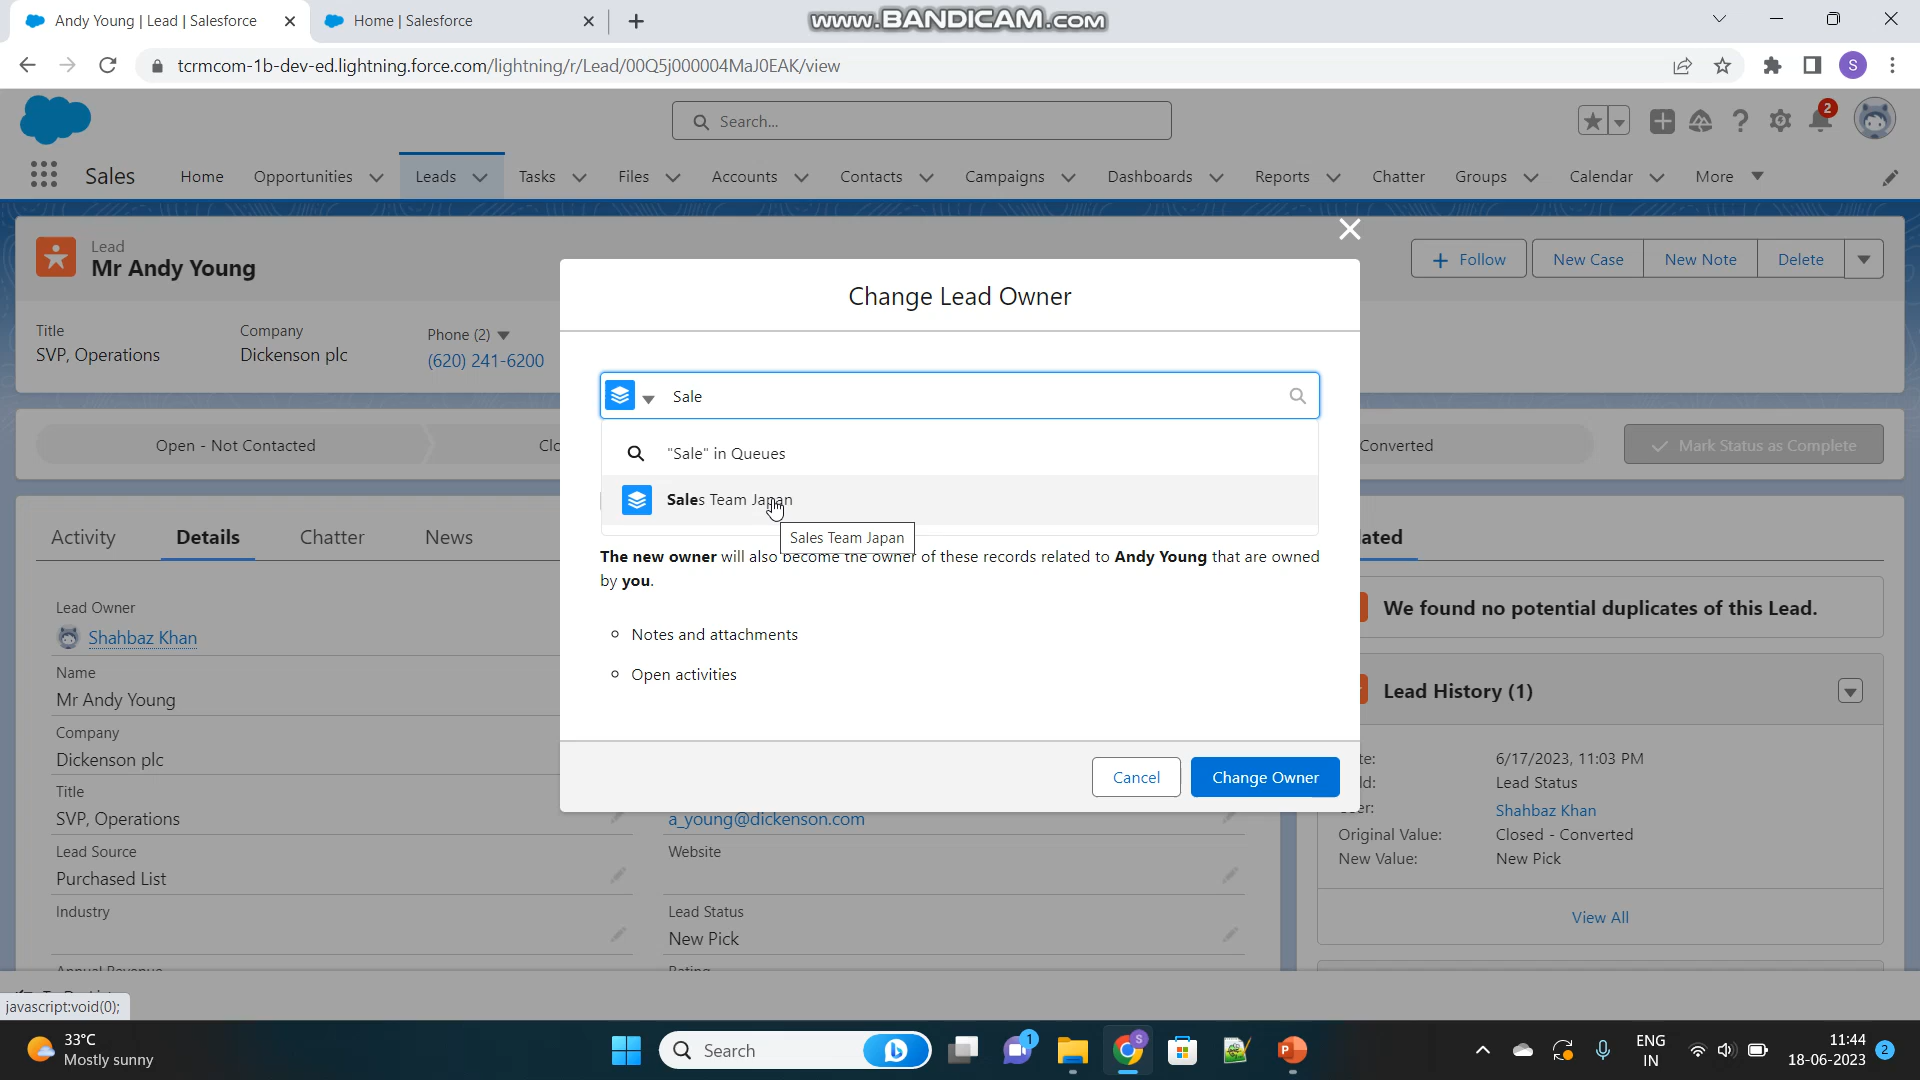 Andy Young | Lead | Salesforce
Home | Salesforce
www.BANDICAM.com
tcrmcom-1b-dev-ed.lightning.force.com/lightning/r/Lead/00Q5j000004MaJ0EAK/view
S
Search...
2
Sales
Home
Opportunities
Leads
Tasks
Files
Accounts
Contacts
Campaigns
Dashboards
Reports
Chatter
Groups
Calendar
More
Lead
Mr Andy Young
+ Follow
New Case
New Note
Delete
Title
SVP, Operations
Company
Dickenson plc
Phone (2)
(620) 241-6200
Change Lead Owner
Sale
"Sale" in Queues
Sales Team Japan
Sales Team Japan
The new owner will also become the owner of these records related to Andy Young that are owned
by you.
Notes and attachments
Open activities
Cancel
Change Owner
Open - Not Contacted
Clo
Converted
Mark Status as Complete
Activity
Details
Chatter
News
Lead Owner
Shahbaz Khan
Name
Mr Andy Young
Company
Dickenson plc
Title
SVP, Operations
a_young@dickenson.com
Lead Source
Purchased List
Website
Industry
Lead Status
New Pick
Annual Revenue
Rating
ated
We found no potential duplicates of this Lead.
Lead History (1)
te:
6/17/2023, 11:03 PM
ld:
Lead Status
er:
Shahbaz Khan
Original Value:
Closed - Converted
New Value:
New Pick
View All
To Do List
javascript:void(0);
33°C
Mostly sunny
Search
1
S
ENG
IN
11:44
18-06-2023
2